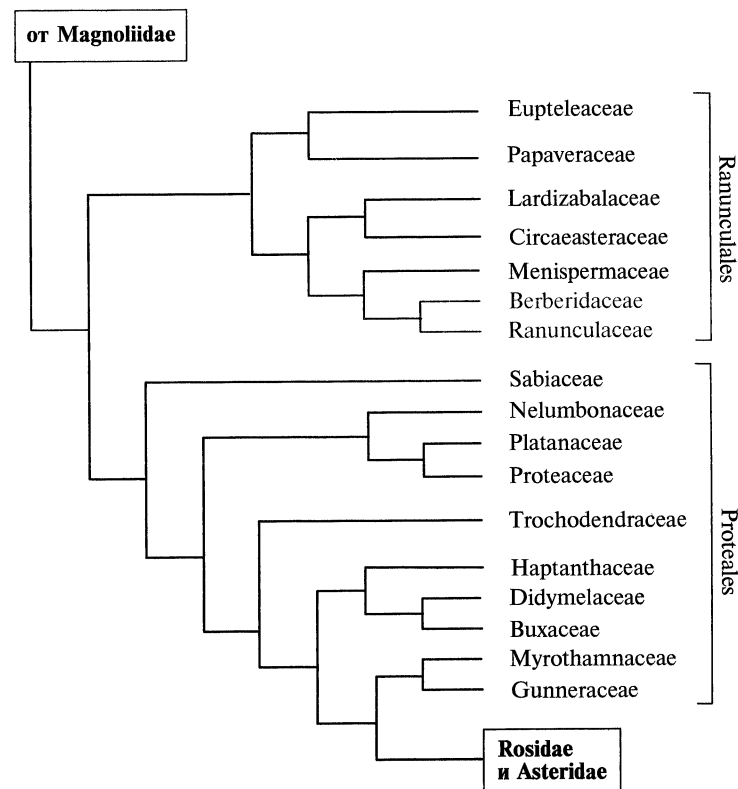 от Magnoliidae
Eupteleaceae
Papaveraceae
Lardizabalaceae
Circaeasteraceae
Menispermaceae
Berberidaceae
Ranunculaceae
Ranunculales
Sabiaceae
Nelumbonaceae
Platanaceae
Proteaceae
Trochodendraceae
Haptanthaceae
Didymelaceae
Buxaceae
Myrothamnaceae
Gunneraceae
Proteales
Rosidae
и Asteridae